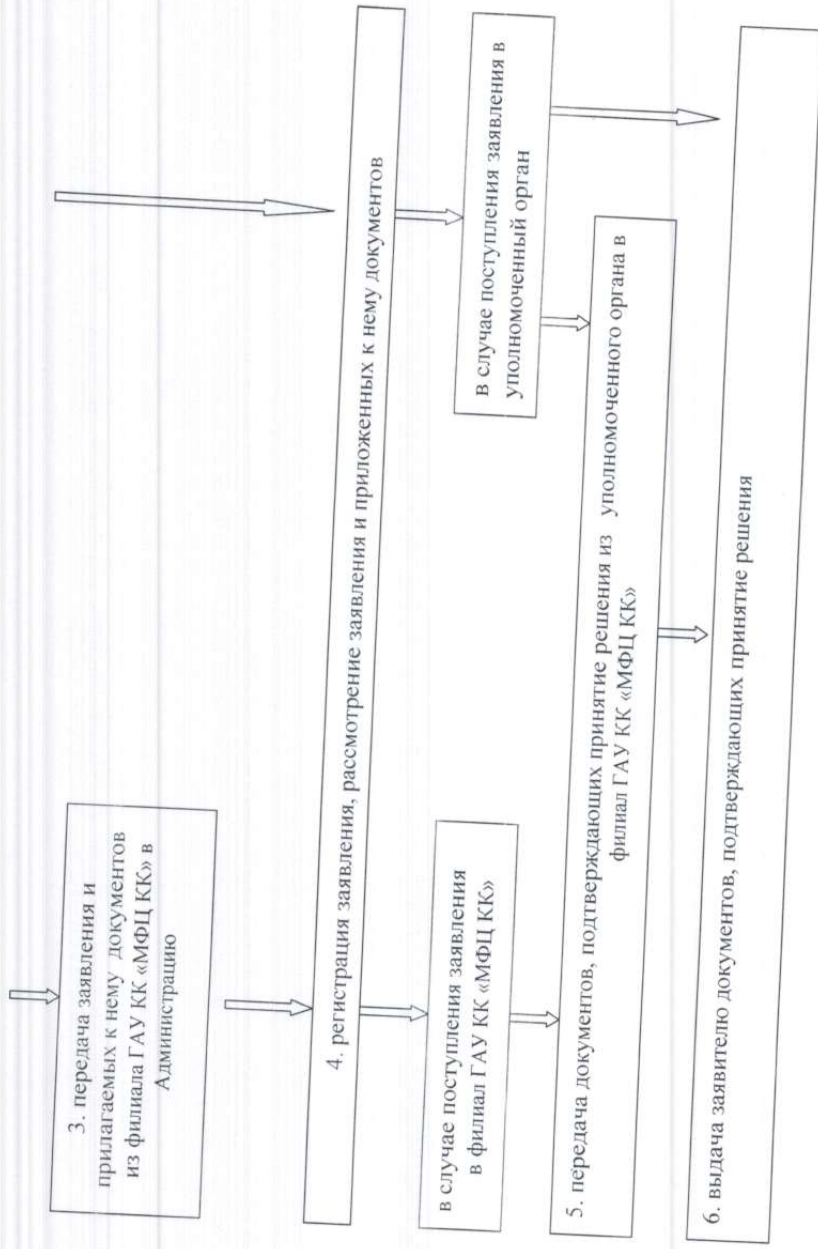 3. передача заявления и
прилагаемых к нему документов
из филиала ГАУ КК «МФЦ КК» в
Администрацию
4. регистрация заявления, рассмотрение заявления и приложенных к нему документов
в случае поступления заявления
в филиал ГАУ КК «МФЦ КК»
в случае поступления заявления в
уполномоченный орган
5. передача документов, подтверждающих принятие решения из уполномоченного органа в
филиал ГАУ КК «МФЦ КК»
6. выдача заявителю документов, подтверждающих принятие решения